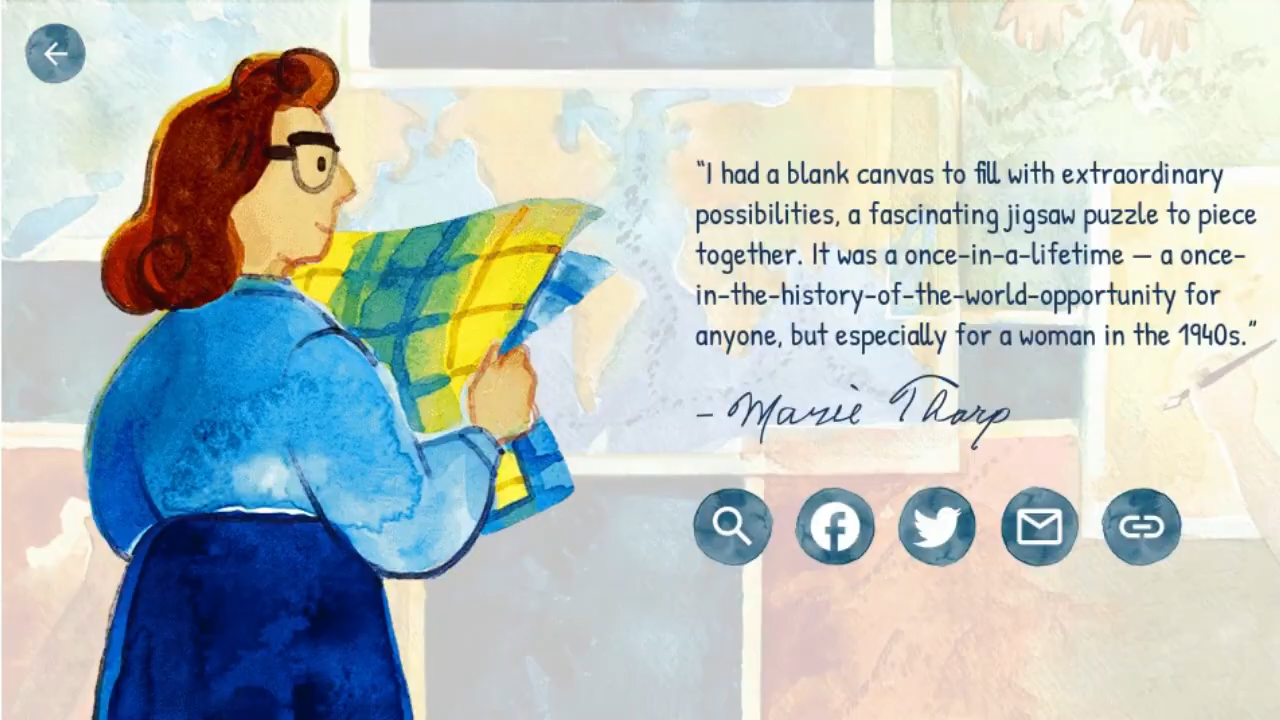 “I had a blank canvas to fill with extraordinary
possibilities, a fascinating jigsaw puzzle to piece
together. It was a once-in-a-lifetime — a once-
in-the-history-of-the-world-opportunity for
anyone, but especially for a woman in the 1940s.”
– Marie Tharp